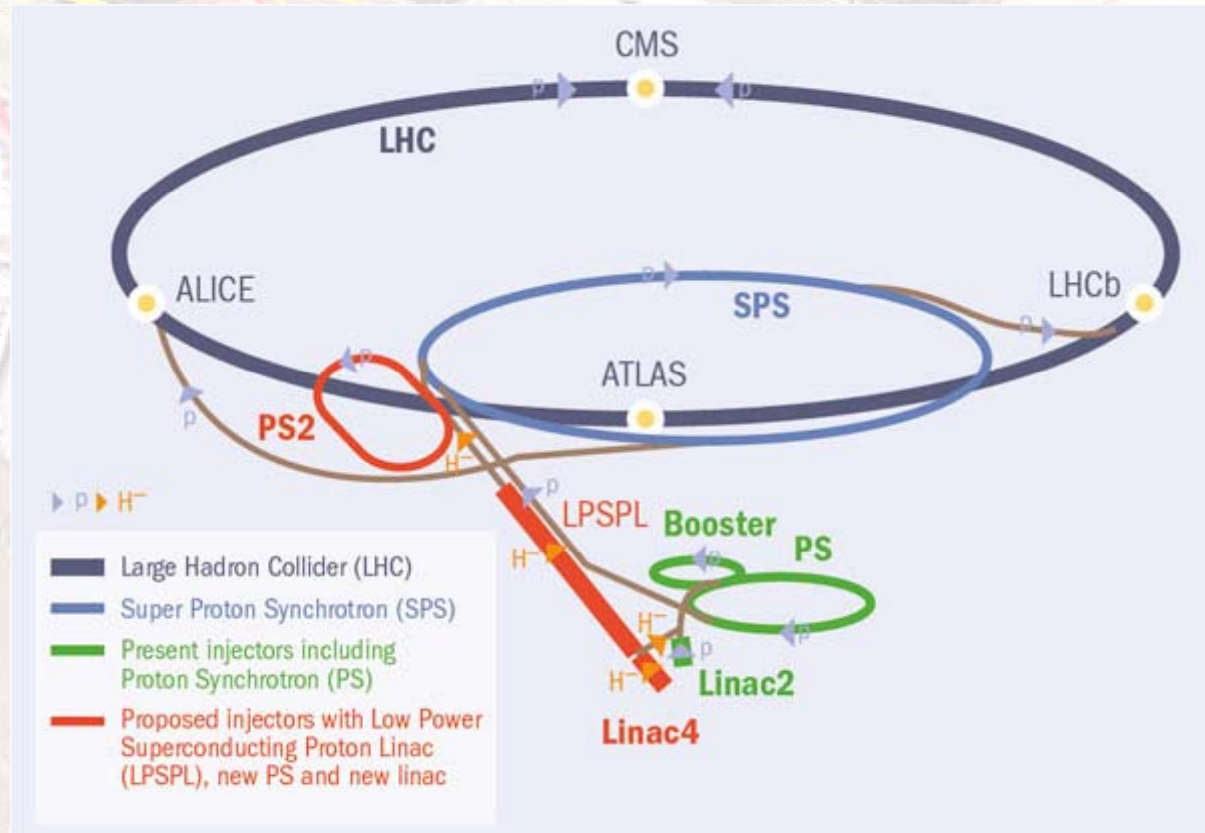 CMS
p p
LHC
ALICE
p
SPS
LHCb
p
p
ATLAS
PS2
p
H⁻
p H⁻
p
LPSPL
Booster
PS
H⁻
p
H⁻
p
p
H⁻
Linac2
Linac4
Large Hadron Collider (LHC)
Super Proton Synchrotron (SPS)
Present injectors including
Proton Synchrotron (PS)
Proposed injectors with Low Power
Superconducting Proton Linac
(LPSPL), new PS and new linac